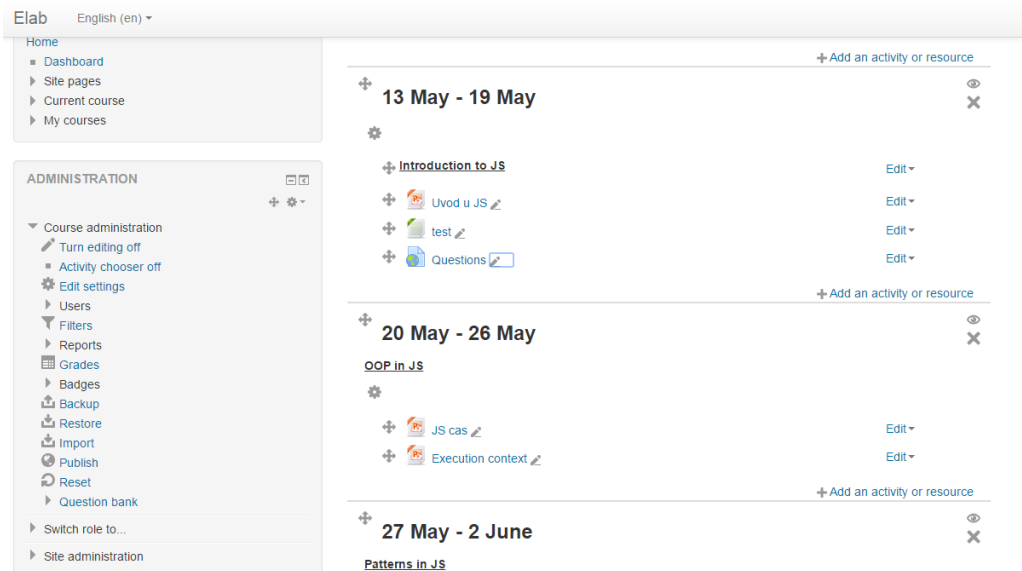 Elab English (en)
Home
Dashboard
Site pages
Current course
My courses
ADMINISTRATION
Course administration
Turn editing off
Activity chooser off
Edit settings
Users
Filters
Reports
Grades
Badges
Backup
Restore
Import
Publish
Reset
Question bank
Switch role to...
Site administration
Add an activity or resource
13 May - 19 May
Introduction to JS Edit
Uvod u JS Edit
test Edit
Questions Edit
Add an activity or resource
20 May - 26 May
OOP in JS
JS cas Edit
Execution context Edit
Add an activity or resource
27 May - 2 June
Patterns in JS